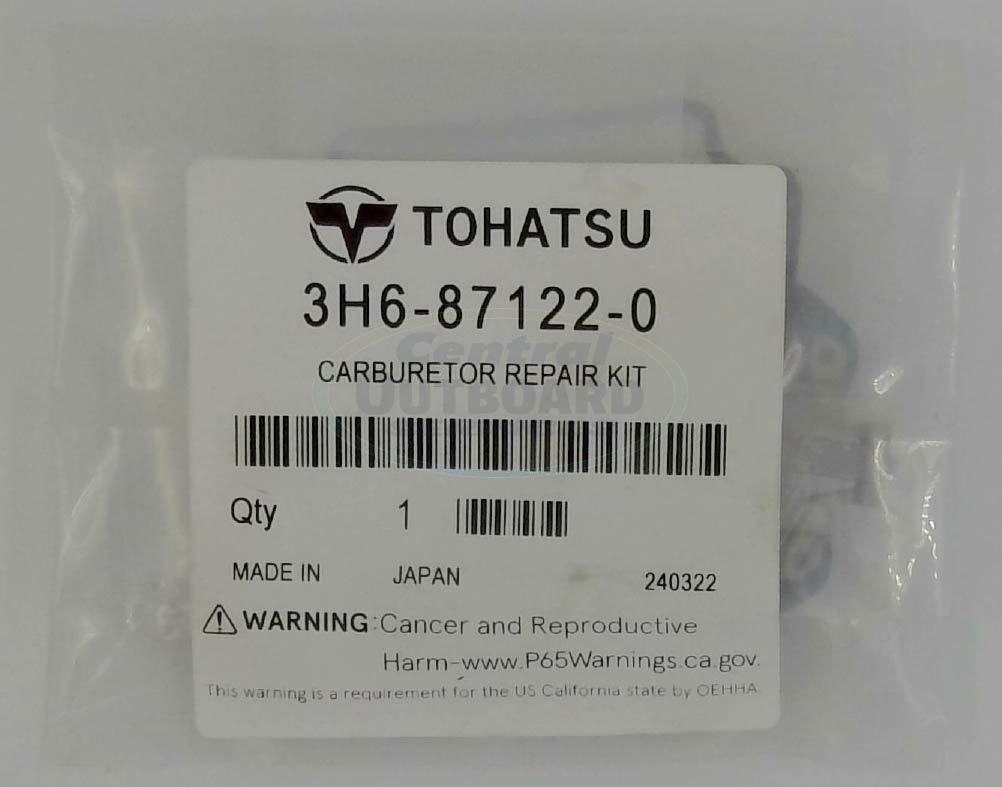 TOHATSU
3H6-87122-0
Central
CARBURETOR REPAIR KIT
OUTBOARD
Qty 1
MADE IN JAPAN 240322
⚠ WARNING:Cancer and Reproductive
Harm-www.P65Warnings.ca.gov.
This warning is a requirement for the US California state by OEHHA.